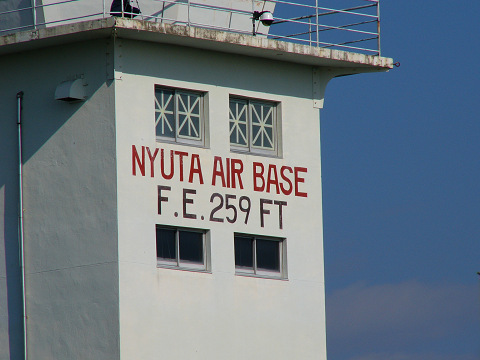 NYUTA AIR BASE
F.E. 259 FT